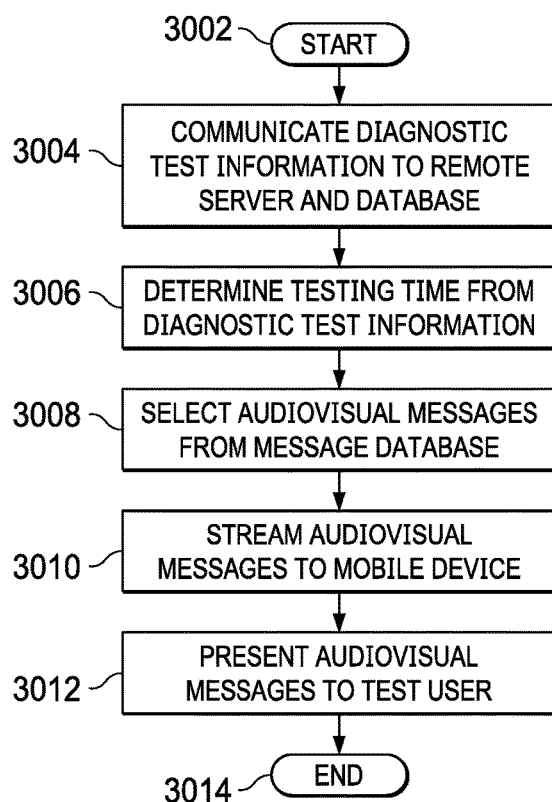 3002
START
3004
COMMUNICATE DIAGNOSTIC
TEST INFORMATION TO REMOTE
SERVER AND DATABASE
3006
DETERMINE TESTING TIME FROM
DIAGNOSTIC TEST INFORMATION
3008
SELECT AUDIOVISUAL MESSAGES
FROM MESSAGE DATABASE
3010
STREAM AUDIOVISUAL
MESSAGES TO MOBILE DEVICE
3012
PRESENT AUDIOVISUAL
MESSAGES TO TEST USER
3014
END